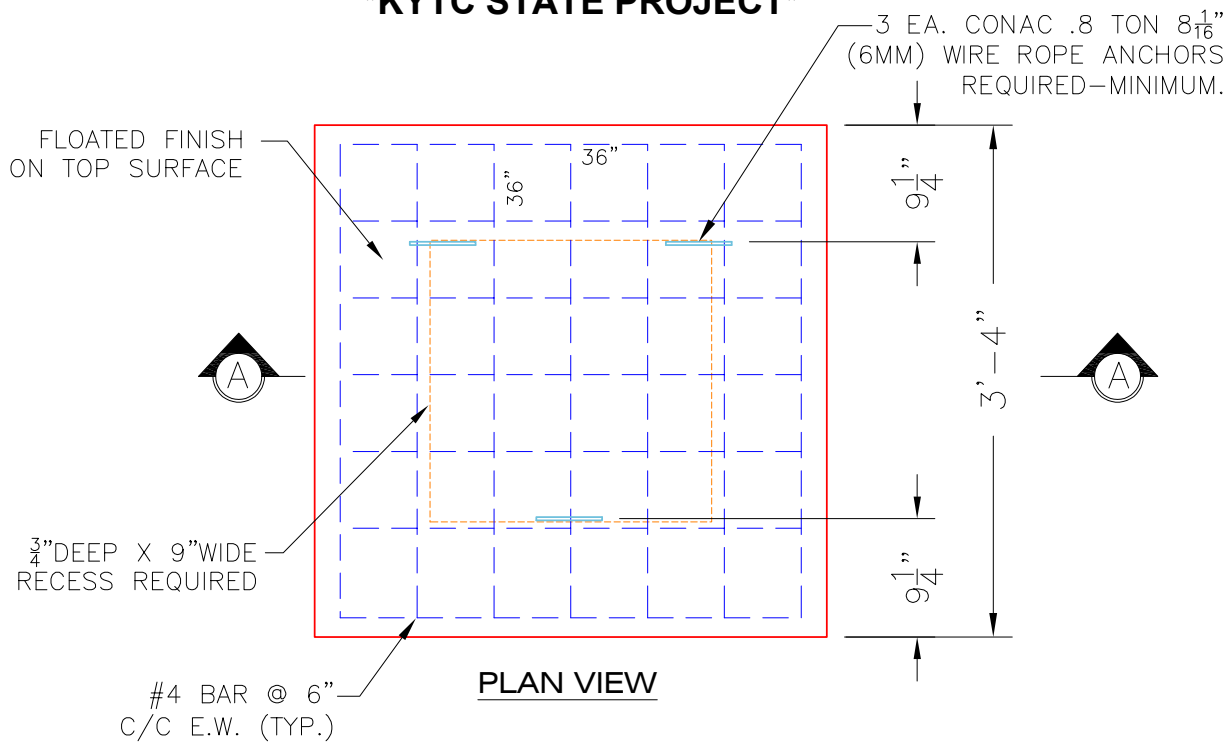 "KYTC STATE PROJECT"
3 EA. CONAC .8 TON 8 1/16"
(6MM) WIRE ROPE ANCHORS
REQUIRED-MINIMUM.
FLOATED FINISH
ON TOP SURFACE
36"
36"
9 1/4"
A
A
3'-4"
3/4"DEEP X 9"WIDE
RECESS REQUIRED
9 1/4"
#4 BAR @ 6"
C/C E.W. (TYP.)
PLAN VIEW